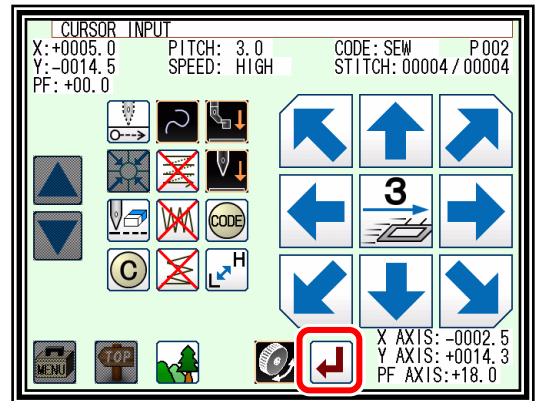 CURSOR INPUT
X:+0005.0 PITCH: 3.0 CODE:SEW P002
Y:-0014.5 SPEED: HIGH STITCH:00004/00004
PF:+00.0
3
CODE
C
L H
MENU TOP
X AXIS:-0002.5
Y AXIS:+0014.3
PF AXIS:+18.0